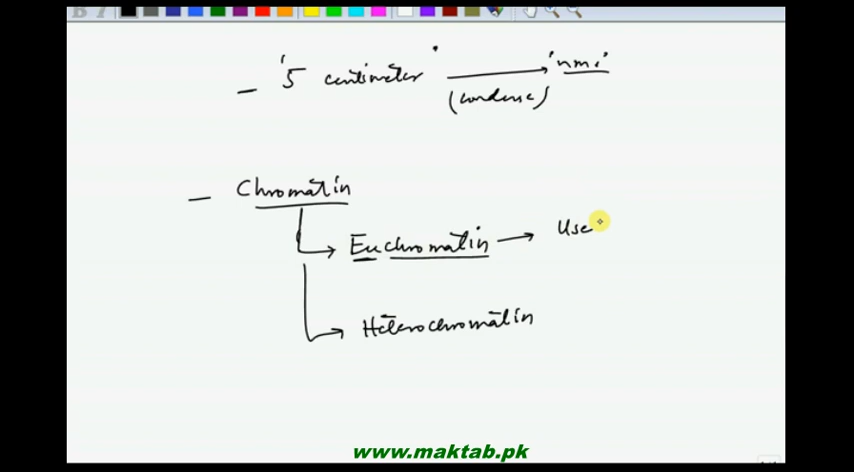 B I
- '5 centimeter' → 'nm.'
(condense)
- Chromatin
Euchromatin → Use
Heterochromatin
www.maktab.pk